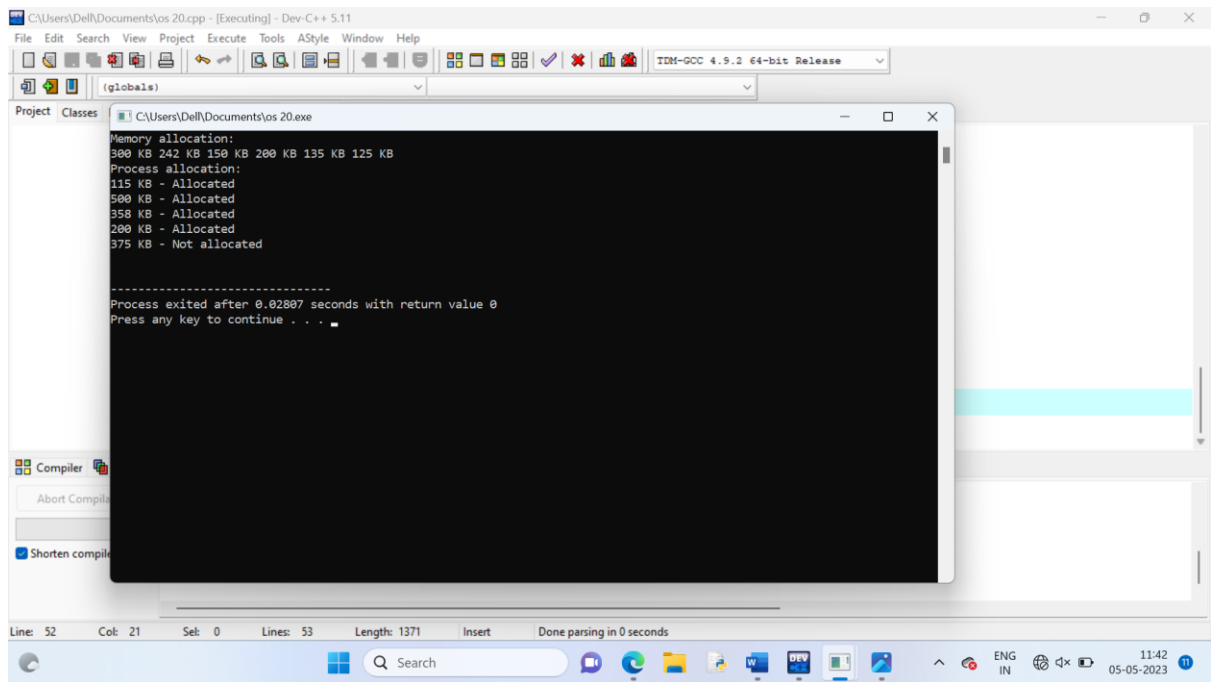 C:\Users\Dell\Documents\os 20.cpp - [Executing] - Dev-C++ 5.11
File Edit Search View Project Execute Tools AStyle Window Help
TDM-GCC 4.9.2 64-bit Release
(globals)
Project Classes
C:\Users\Dell\Documents\os 20.exe
Memory allocation:
300 KB 242 KB 150 KB 200 KB 135 KB 125 KB
Process allocation:
115 KB - Allocated
500 KB - Allocated
358 KB - Allocated
200 KB - Allocated
375 KB - Not allocated
--------------------------------
Process exited after 0.02807 seconds with return value 0
Press any key to continue . . .
Compiler
Abort Compila
Shorten compile
Line: 52 Col: 21 Sel: 0 Lines: 53 Length: 1371 Insert Done parsing in 0 seconds
Search
DEV
ENG
IN
11:42
05-05-2023
11